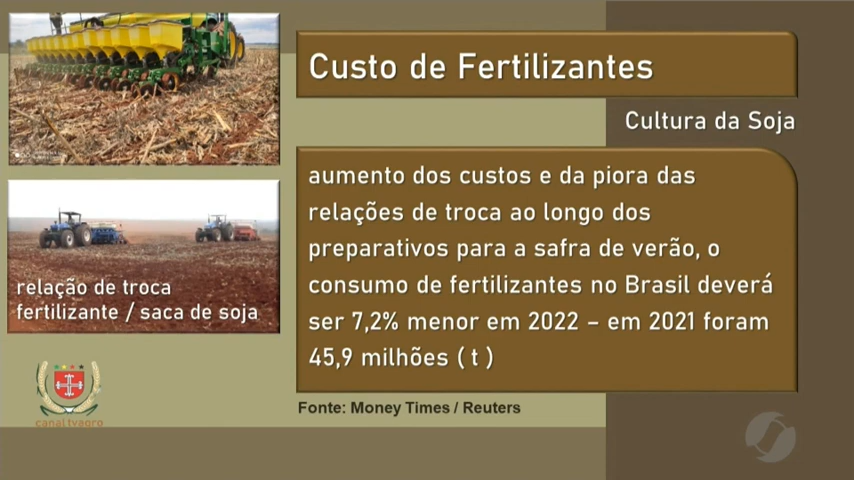 Custo de Fertilizantes
Cultura da Soja
aumento dos custos e da piora das
relações de troca ao longo dos
preparativos para a safra de verão, o
consumo de fertilizantes no Brasil deverá
ser 7,2% menor em 2022 – em 2021 foram
45,9 milhões ( t )
relação de troca
fertilizante / saca de soja
Fonte: Money Times / Reuters
canal tvagro